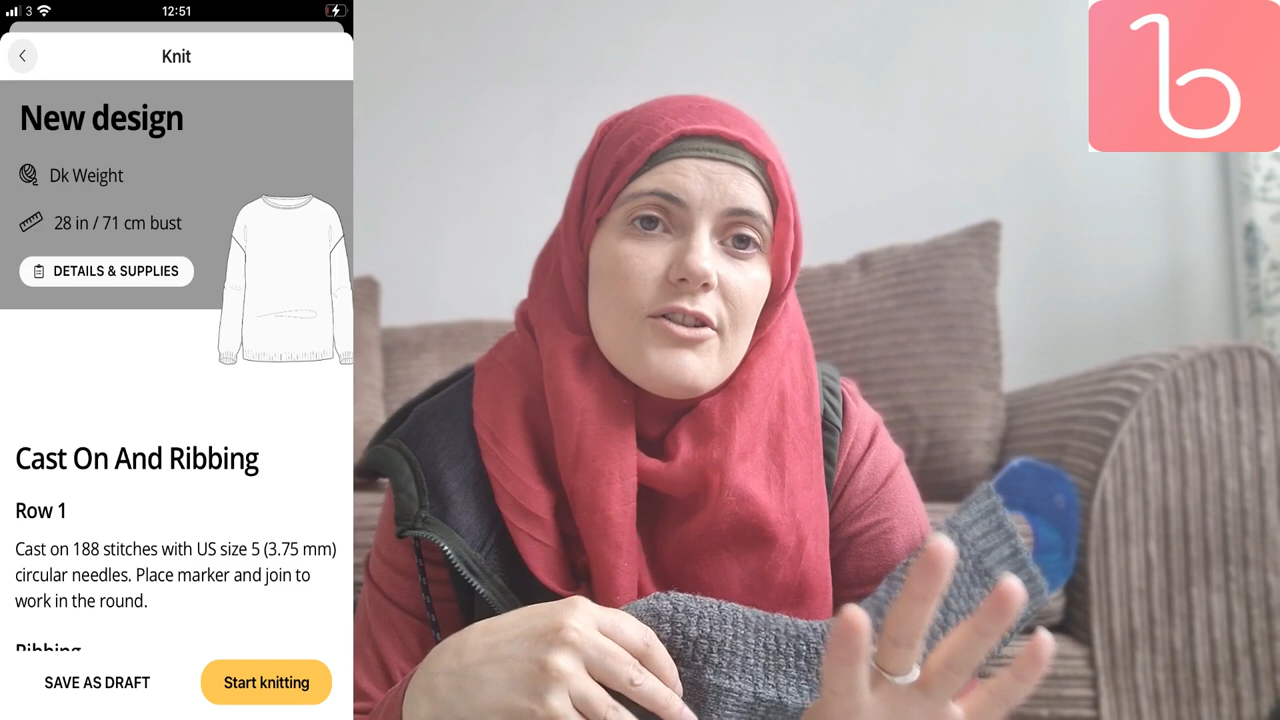 3 12:51
Knit
New design
Dk Weight
28 in / 71 cm bust
DETAILS & SUPPLIES
Cast On And Ribbing
Row 1
Cast on 188 stitches with US size 5 (3.75 mm)
circular needles. Place marker and join to
work in the round.
Ribbing
SAVE AS DRAFT Start knitting
b